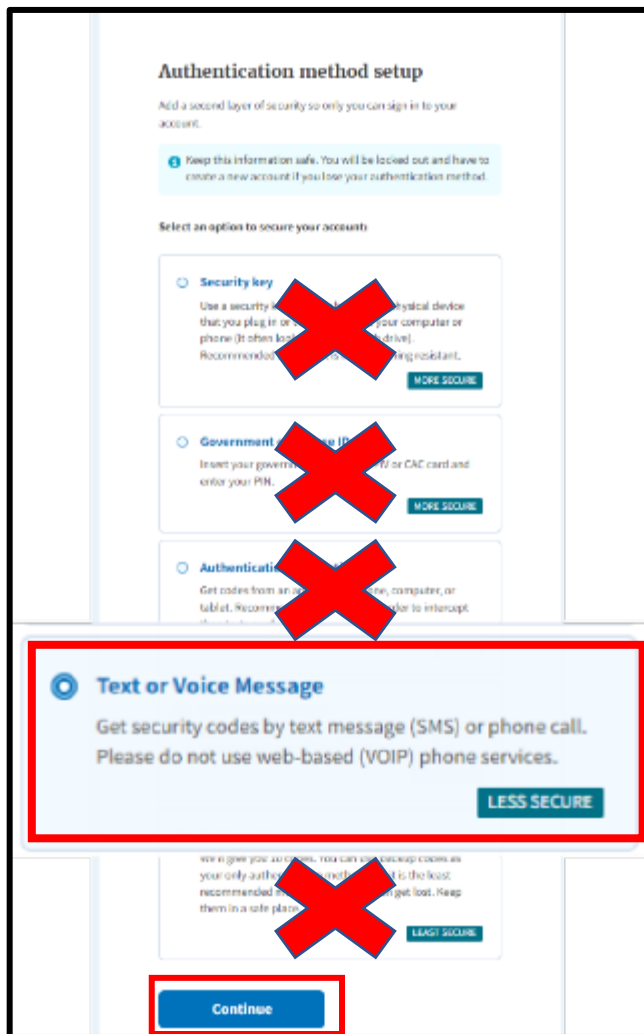 Authentication method setup
Add a second layer of security so only you can sign in to your
account.
Keep this information safe. You will be locked out and have to
create a new account if you lose your authentication method.
Select an option to secure your account:
Security key
Use a security physical device
that you plug in or your computer or
phone (it often drive).
Recommended resistant.
MORE SECURE
Government ID
Insert your or CAC card and
enter your PIN.
MORE SECURE
Get codes from an computer, or
tablet. to intercept
Text or Voice Message
Get security codes by text message (SMS) or phone call.
Please do not use web-based (VOIP) phone services.
LESS SECURE
We'll give you 10 codes. You can use backup codes as
your only is the least
recommended get lost. Keep
them in a safe place
LEAST SECURE
Continue